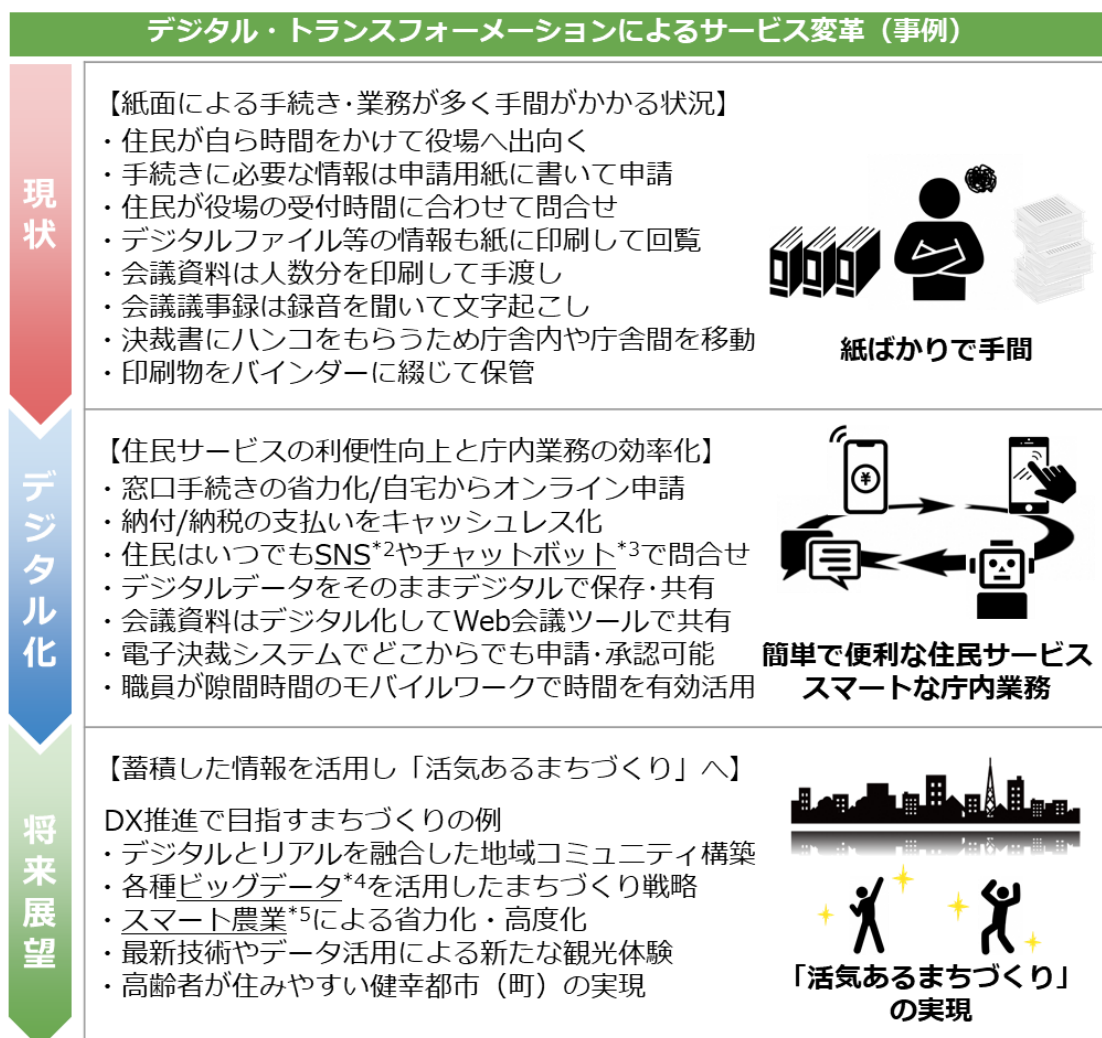 デジタル・トランスフォーメーションによるサービス変革（事例）
現状
【紙面による手続き･業務が多く手間がかかる状況】
・住民が自ら時間をかけて役場へ出向く
・手続きに必要な情報は申請用紙に書いて申請
・住民が役場の受付時間に合わせて問合せ
・デジタルファイル等の情報も紙に印刷して回覧
・会議資料は人数分を印刷して手渡し
・会議議事録は録音を聞いて文字起こし
・決裁書にハンコをもらうため庁舎内や庁舎間を移動
・印刷物をバインダーに綴じて保管
紙ばかりで手間
デジタル化
【住民サービスの利便性向上と庁内業務の効率化】
・窓口手続きの省力化/自宅からオンライン申請
・納付/納税の支払いをキャッシュレス化
・住民はいつでもSNS*2やチャットボット*3で問合せ
・デジタルデータをそのままデジタルで保存･共有
・会議資料はデジタル化してWeb会議ツールで共有
・電子決裁システムでどこからでも申請･承認可能
・職員が隙間時間のモバイルワークで時間を有効活用
¥
簡単で便利な住民サービス
スマートな庁内業務
将来展望
【蓄積した情報を活用し「活気あるまちづくり」へ】
DX推進で目指すまちづくりの例
・デジタルとリアルを融合した地域コミュニティ構築
・各種ビッグデータ*4を活用したまちづくり戦略
・スマート農業*5による省力化・高度化
・最新技術やデータ活用による新たな観光体験
・高齢者が住みやすい健幸都市（町）の実現
「活気あるまちづくり」
の実現